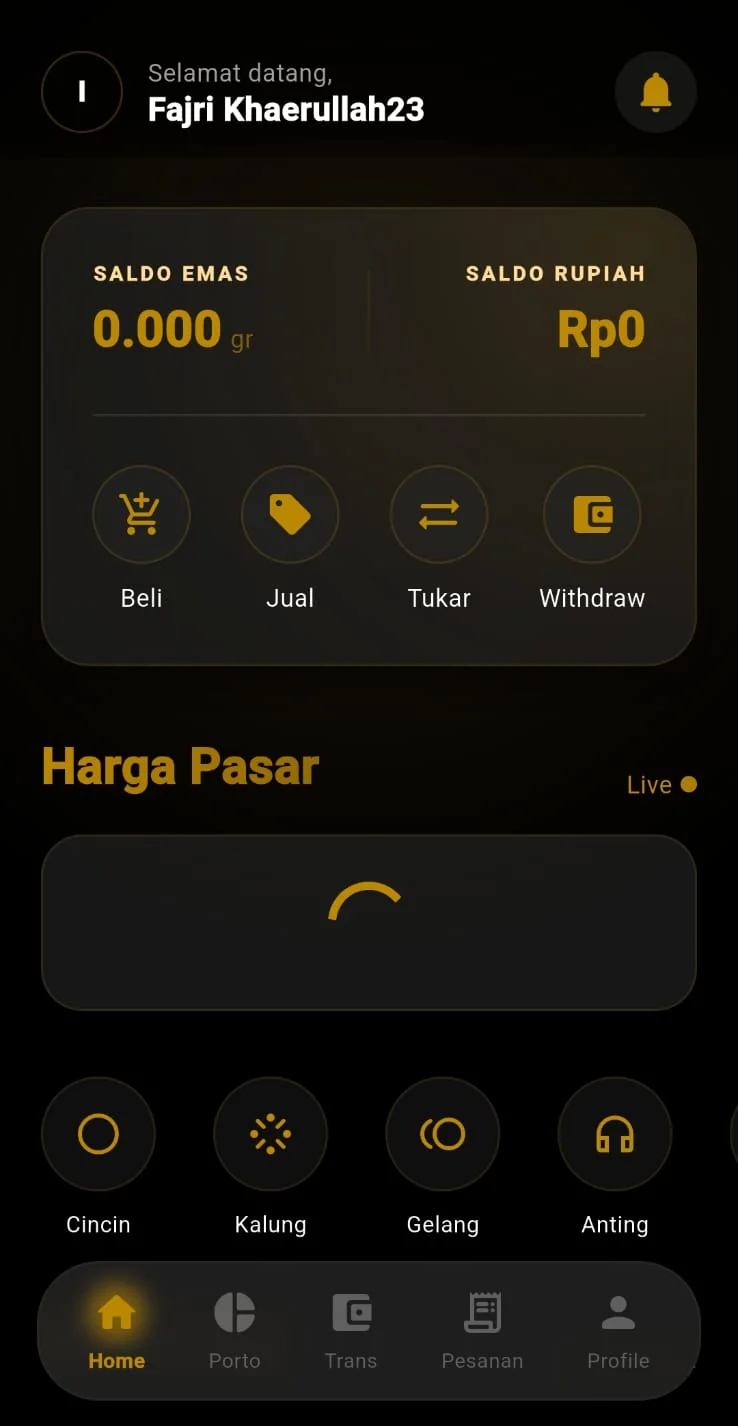 I
Selamat datang,
Fajri Khaerullah23
SALDO EMAS
SALDO RUPIAH
0.000 gr
Rp0
Beli
Jual
Tukar
Withdraw
Harga Pasar
Live
Cincin
Kalung
Gelang
Anting
Home
Porto
Trans
Pesanan
Profile